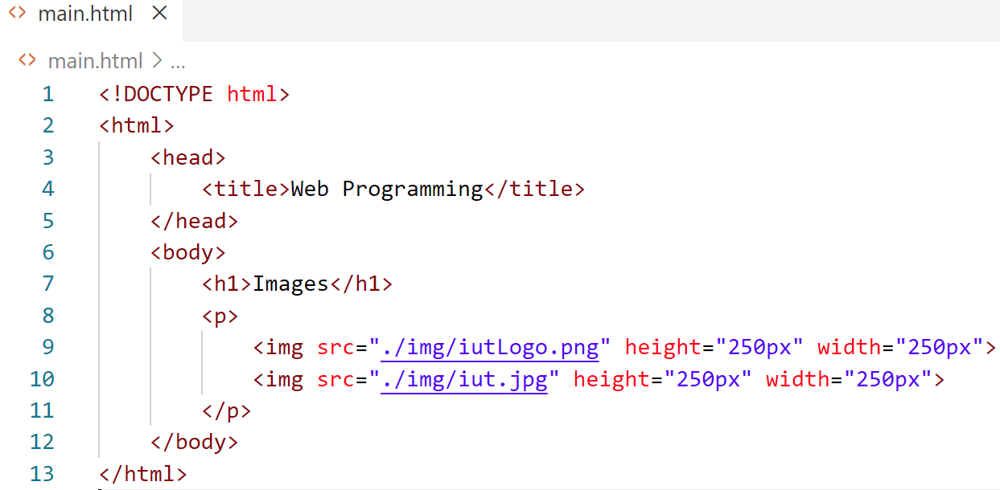 <> main.html ×
<> main.html > ...
1 <!DOCTYPE html>
2 <html>
3     <head>
4         <title>Web Programming</title>
5     </head>
6     <body>
7         <h1>Images</h1>
8         <p>
9             <img src="./img/iutLogo.png" height="250px" width="250px">
10             <img src="./img/iut.jpg" height="250px" width="250px">
11         </p>
12     </body>
13 </html>